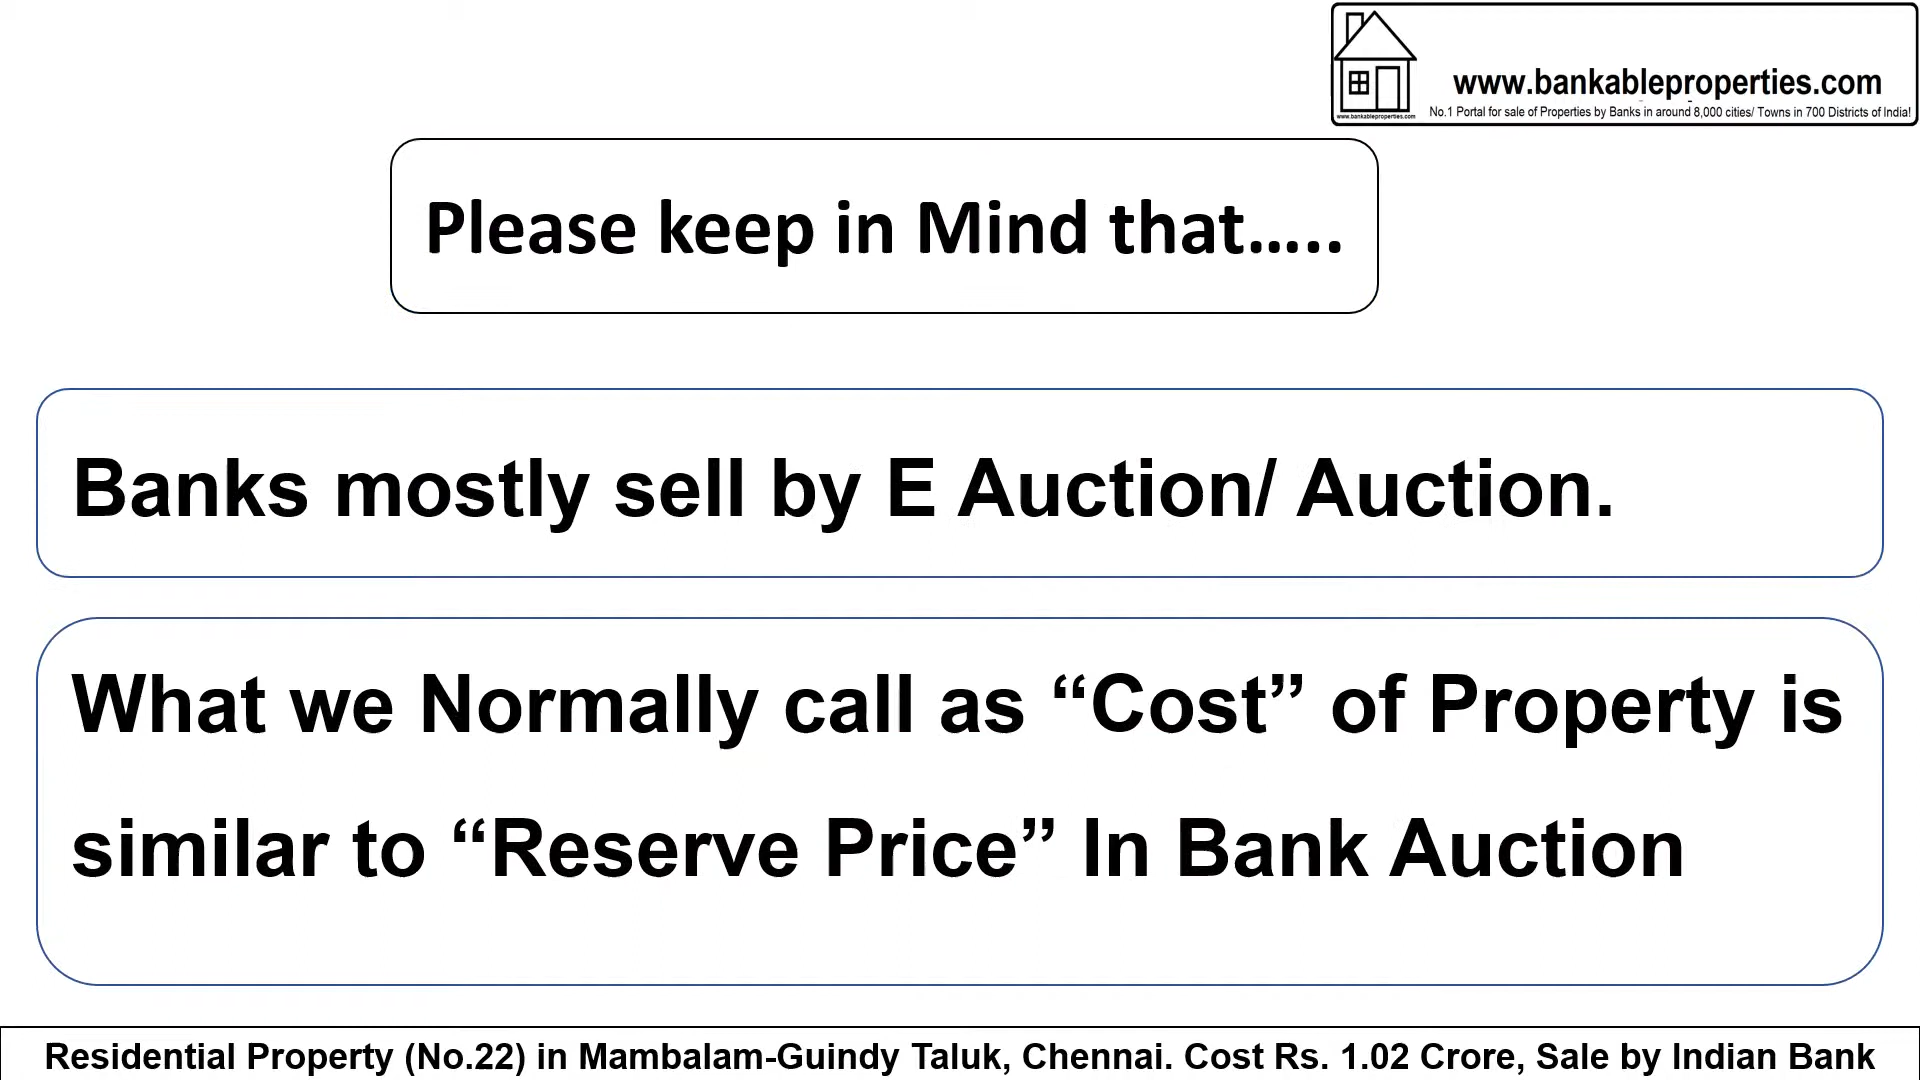 www.bankableproperties.com
No.1 Portal for sale of Properties by Banks in around 8,000 cities/ Towns in 700 Districts of India!
www.bankableproperties.com
Please keep in Mind that…..
Banks mostly sell by E Auction/ Auction.
What we Normally call as “Cost” of Property is
similar to “Reserve Price” In Bank Auction
Residential Property (No.22) in Mambalam-Guindy Taluk, Chennai. Cost Rs. 1.02 Crore, Sale by Indian Bank